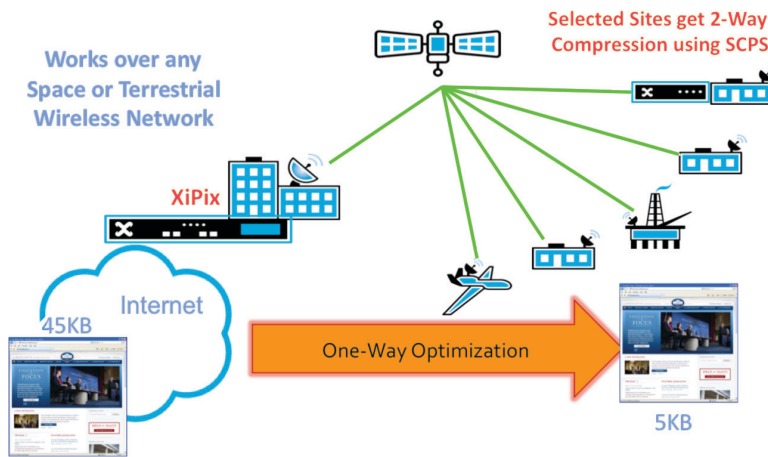 Works over any
Space or Terrestrial
Wireless Network
Selected Sites get 2-Way
Compression using SCPS
XiPix
Internet
45KB
One-Way Optimization
5KB